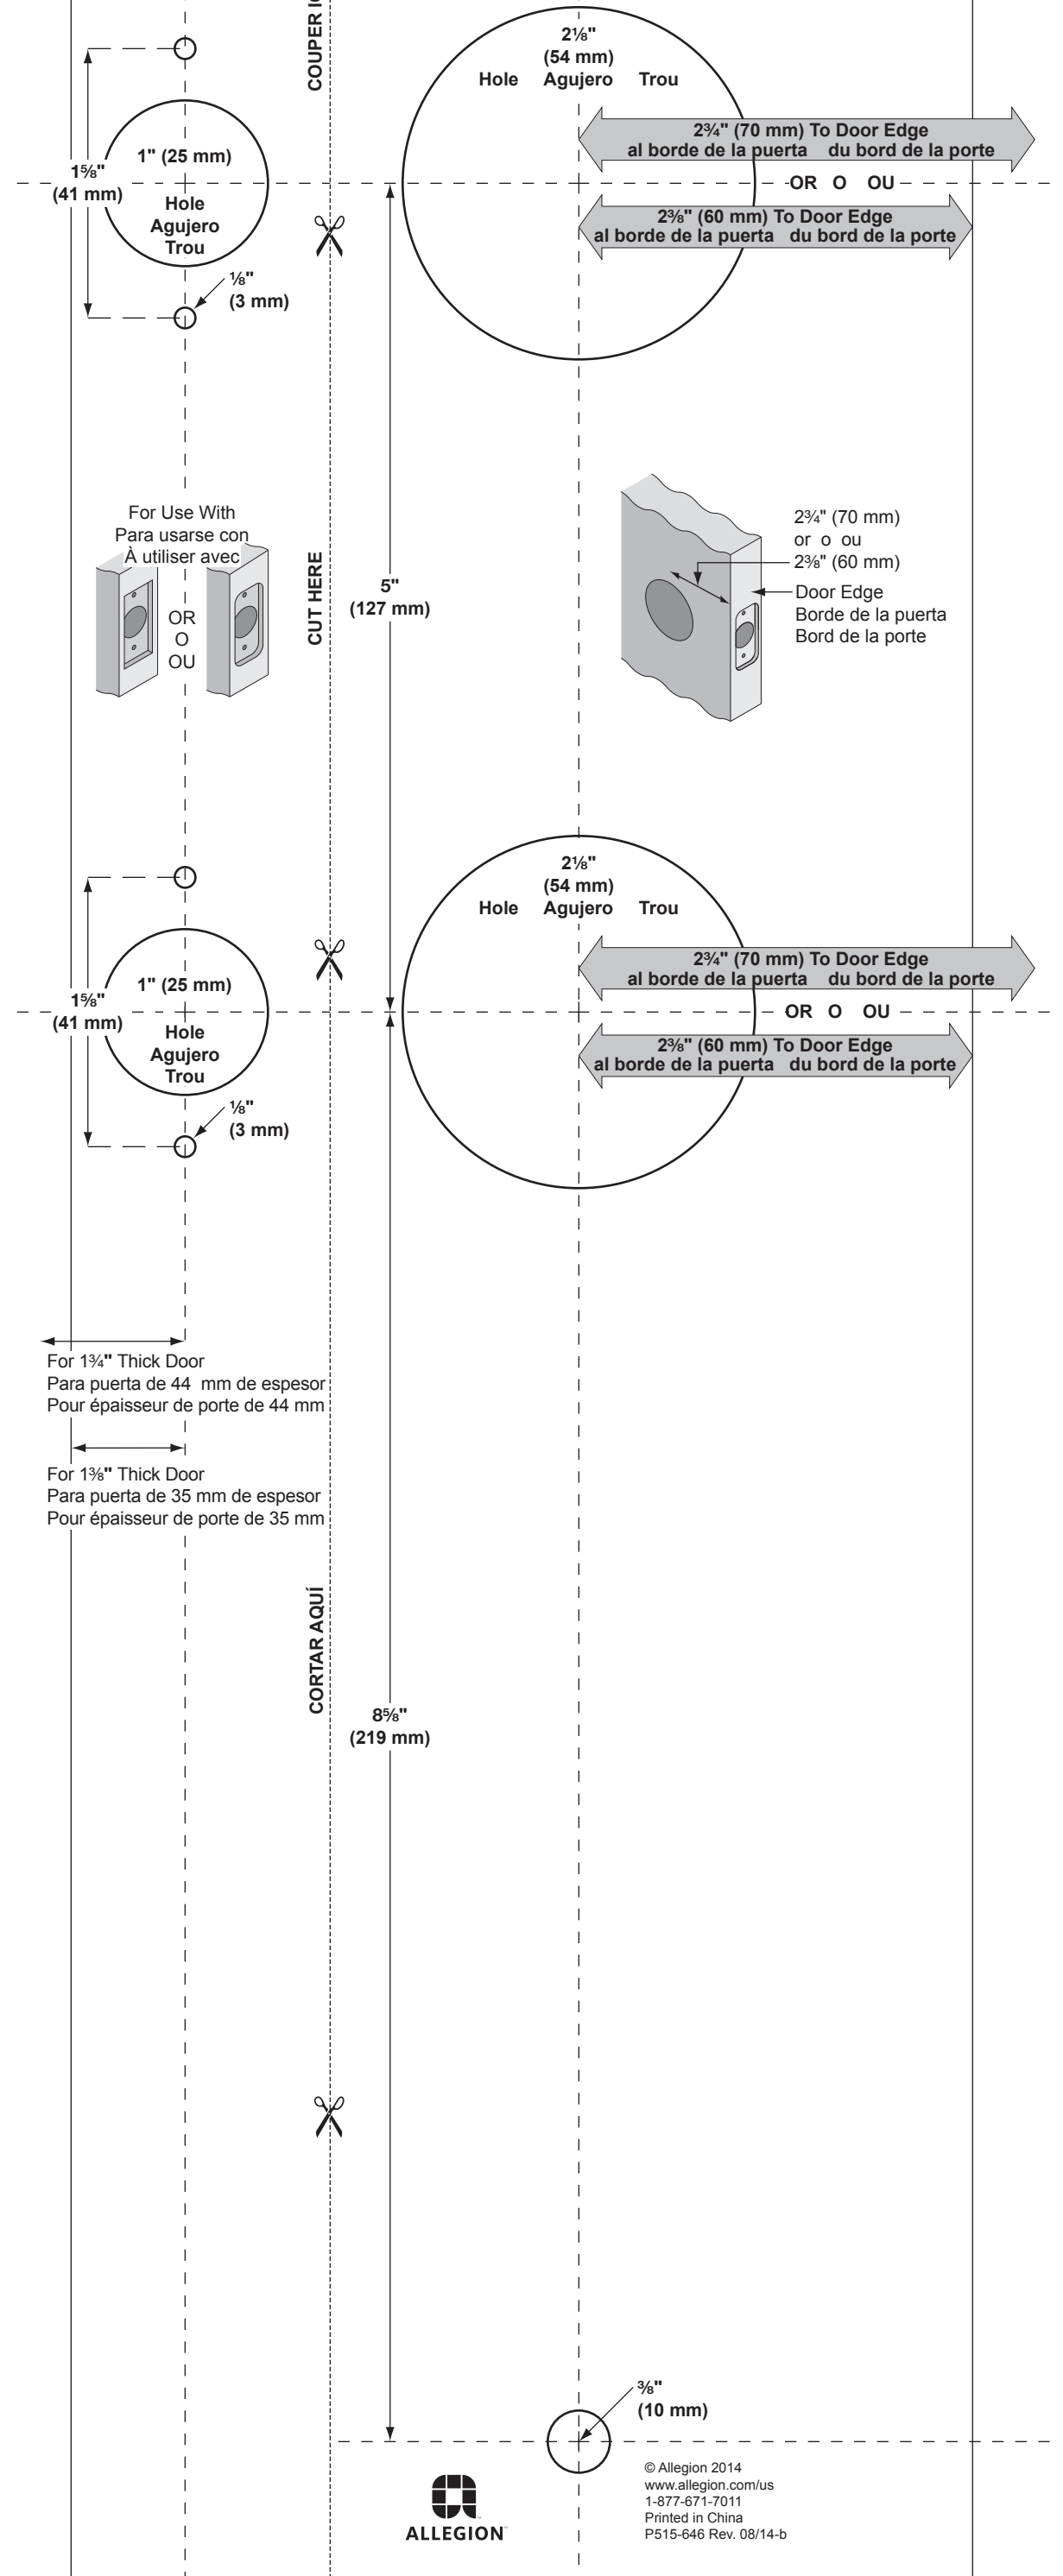 COUPER IC
2⅛"
(54 mm)
Hole Agujero Trou
1" (25 mm)
Hole
Agujero
Trou
1⅝"
(41 mm)
⅛"
(3 mm)
2¾" (70 mm) To Door Edge
al borde de la puerta du bord de la porte
OR O OU
2⅜" (60 mm) To Door Edge
al borde de la puerta du bord de la porte
For Use With
Para usarse con
À utiliser avec
OR
O
OU
CUT HERE
5"
(127 mm)
2¾" (70 mm)
or o ou
2⅜" (60 mm)
Door Edge
Borde de la puerta
Bord de la porte
2⅛"
(54 mm)
Hole Agujero Trou
1" (25 mm)
Hole
Agujero
Trou
1⅝"
(41 mm)
⅛"
(3 mm)
2¾" (70 mm) To Door Edge
al borde de la puerta du bord de la porte
OR O OU
2⅜" (60 mm) To Door Edge
al borde de la puerta du bord de la porte
For 1¾" Thick Door
Para puerta de 44 mm de espesor
Pour épaisseur de porte de 44 mm
For 1⅜" Thick Door
Para puerta de 35 mm de espesor
Pour épaisseur de porte de 35 mm
CORTAR AQUÍ
8⅝"
(219 mm)
⅜"
(10 mm)
ALLEGION™
© Allegion 2014
www.allegion.com/us
1-877-671-7011
Printed in China
P515-646 Rev. 08/14-b